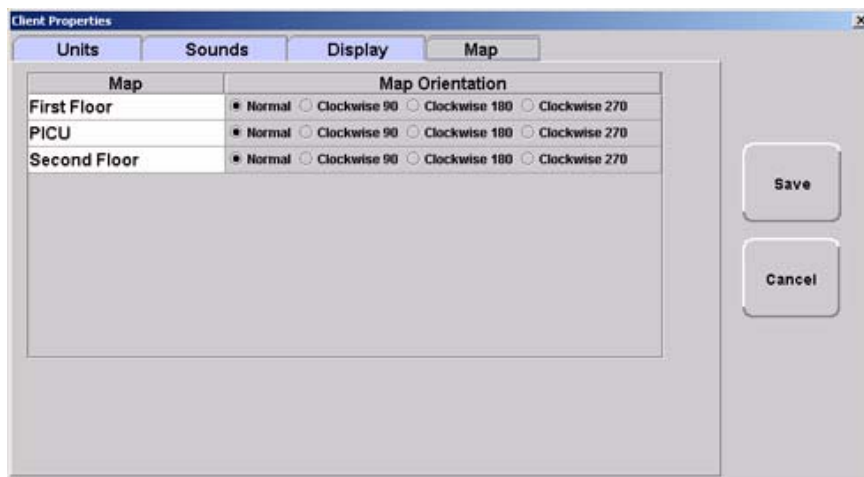 Client Properties
Units Sounds Display Map
Map Map Orientation
First Floor Normal Clockwise 90 Clockwise 180 Clockwise 270
PICU Normal Clockwise 90 Clockwise 180 Clockwise 270
Second Floor Normal Clockwise 90 Clockwise 180 Clockwise 270
Save
Cancel